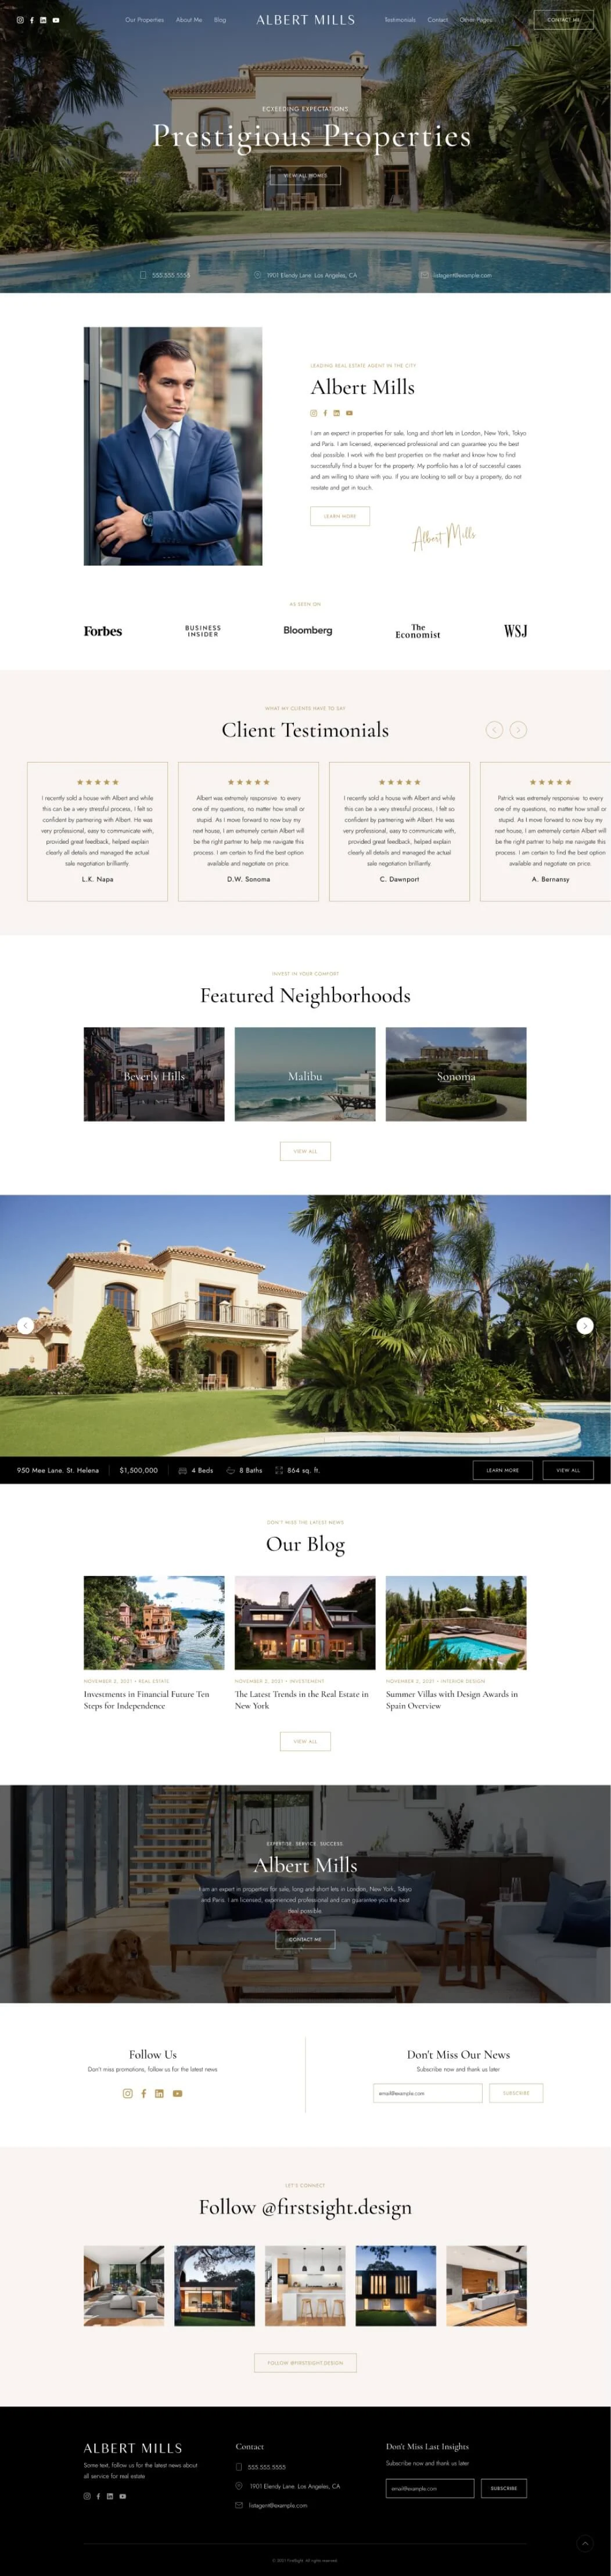 Our Properties About Me Blog ALBERT MILLS Testimonials Contact Other Pages CONTACT ME
EXCEEDING EXPECTATIONS
Prestigious Properties
VIEW ALL HOMES
555.555.5555 1901 Elendy Lane. Los Angeles, CA listagent@example.com
LEADING REAL ESTATE AGENT IN THE CITY
Albert Mills
I am an experct in properties for sale, long and short lets in London, New York, Tokyo
and Paris. I am licensed, experienced professional and can guarantee you the best
deal possible. I work with the best properties on the market and know how to find
successfully find a buyer for the property. My portfolio has a lot of successful cases
and am willing to share with you. If you are looking to sell or buy a property, do not
resitate and get in touch.
LEARN MORE
Albert Mills
AS SEEN ON
Forbes BUSINESS INSIDER Bloomberg The Economist WSJ
WHAT MY CLIENTS HAVE TO SAY
Client Testimonials
I recently sold a house with Albert and while
this can be a very stressful process, I felt so
confident by partnering with Albert. He was
very professional, easy to communicate with,
provided great feedback, helped explain
clearly details and managed the actual
sale negotiation brilliantly.
L.K. Napa
Albert was extremely responsive to every
one of my questions, no matter how small or
stupid. As I move forward to now buy my
next house, I am extremely certain Albert will
be the right partner to help me navigate this
process. I am certain to find the best option
available and negotiate on price.
D.W. Sonoma
I recently sold a house with Albert and while
this can be a very stressful process, I felt so
confident by partnering with Albert. He was
very professional, easy to communicate with,
provided great feedback, helped explain
clearly details and managed the actual
sale negotiation brilliantly.
C. Dawnport
Patrick was extremely responsive to every
one of my questions, no matter how small or
stupid. As I move forward to now buy my
next house, I am extremely certain Albert will
be the right partner to help me navigate this
process. I am certain to find the best option
available and negotiate on price.
A. Bernansy
INVEST IN YOUR COMFORT
Featured Neighborhoods
Beverly Hills Malibu Sonoma
VIEW ALL
950 Mee Lane. St. Helena $1,500,000 4 Beds 8 Baths 864 sq. ft. LEARN MORE VIEW ALL
DON'T MISS THE LATEST NEWS
Our Blog
NOVEMBER 2, 2021 • REAL ESTATE
Investments in Financial Future Ten
Steps for Independence
NOVEMBER 2, 2021 • INVESTEMENT
The Latest Trends in the Real Estate in
New York
NOVEMBER 2, 2021 • INTERIOR DESIGN
Summer Villas with Design Awards in
Spain Overview
VIEW ALL
EXPERTISE. SERVICE. SUCCESS.
Albert Mills
I am an expert in properties for sale, long and short lets in London, New York, Tokyo
and Paris. I am licensed, experienced professional and can guarantee you the best
deal possible.
CONTACT ME
Follow Us
Don't miss promotions, follow us for the latest news
Don't Miss Our News
Subscribe now and thank us later
email@example.com SUBSCRIBE
LET'S CONNECT
Follow @firstsight.design
FOLLOW @FIRSTSIGHT.DESIGN
ALBERT MILLS
Some text, follow us for the latest news about
all service for real estate
Contact
555.555.5555
1901 Elendy Lane. Los Angeles, CA
listagent@example.com
Don't Miss Last Insights
Subscribe now and thank us later
email@example.com SUBSCRIBE
© 2021 FirstSight. All rights reserved.